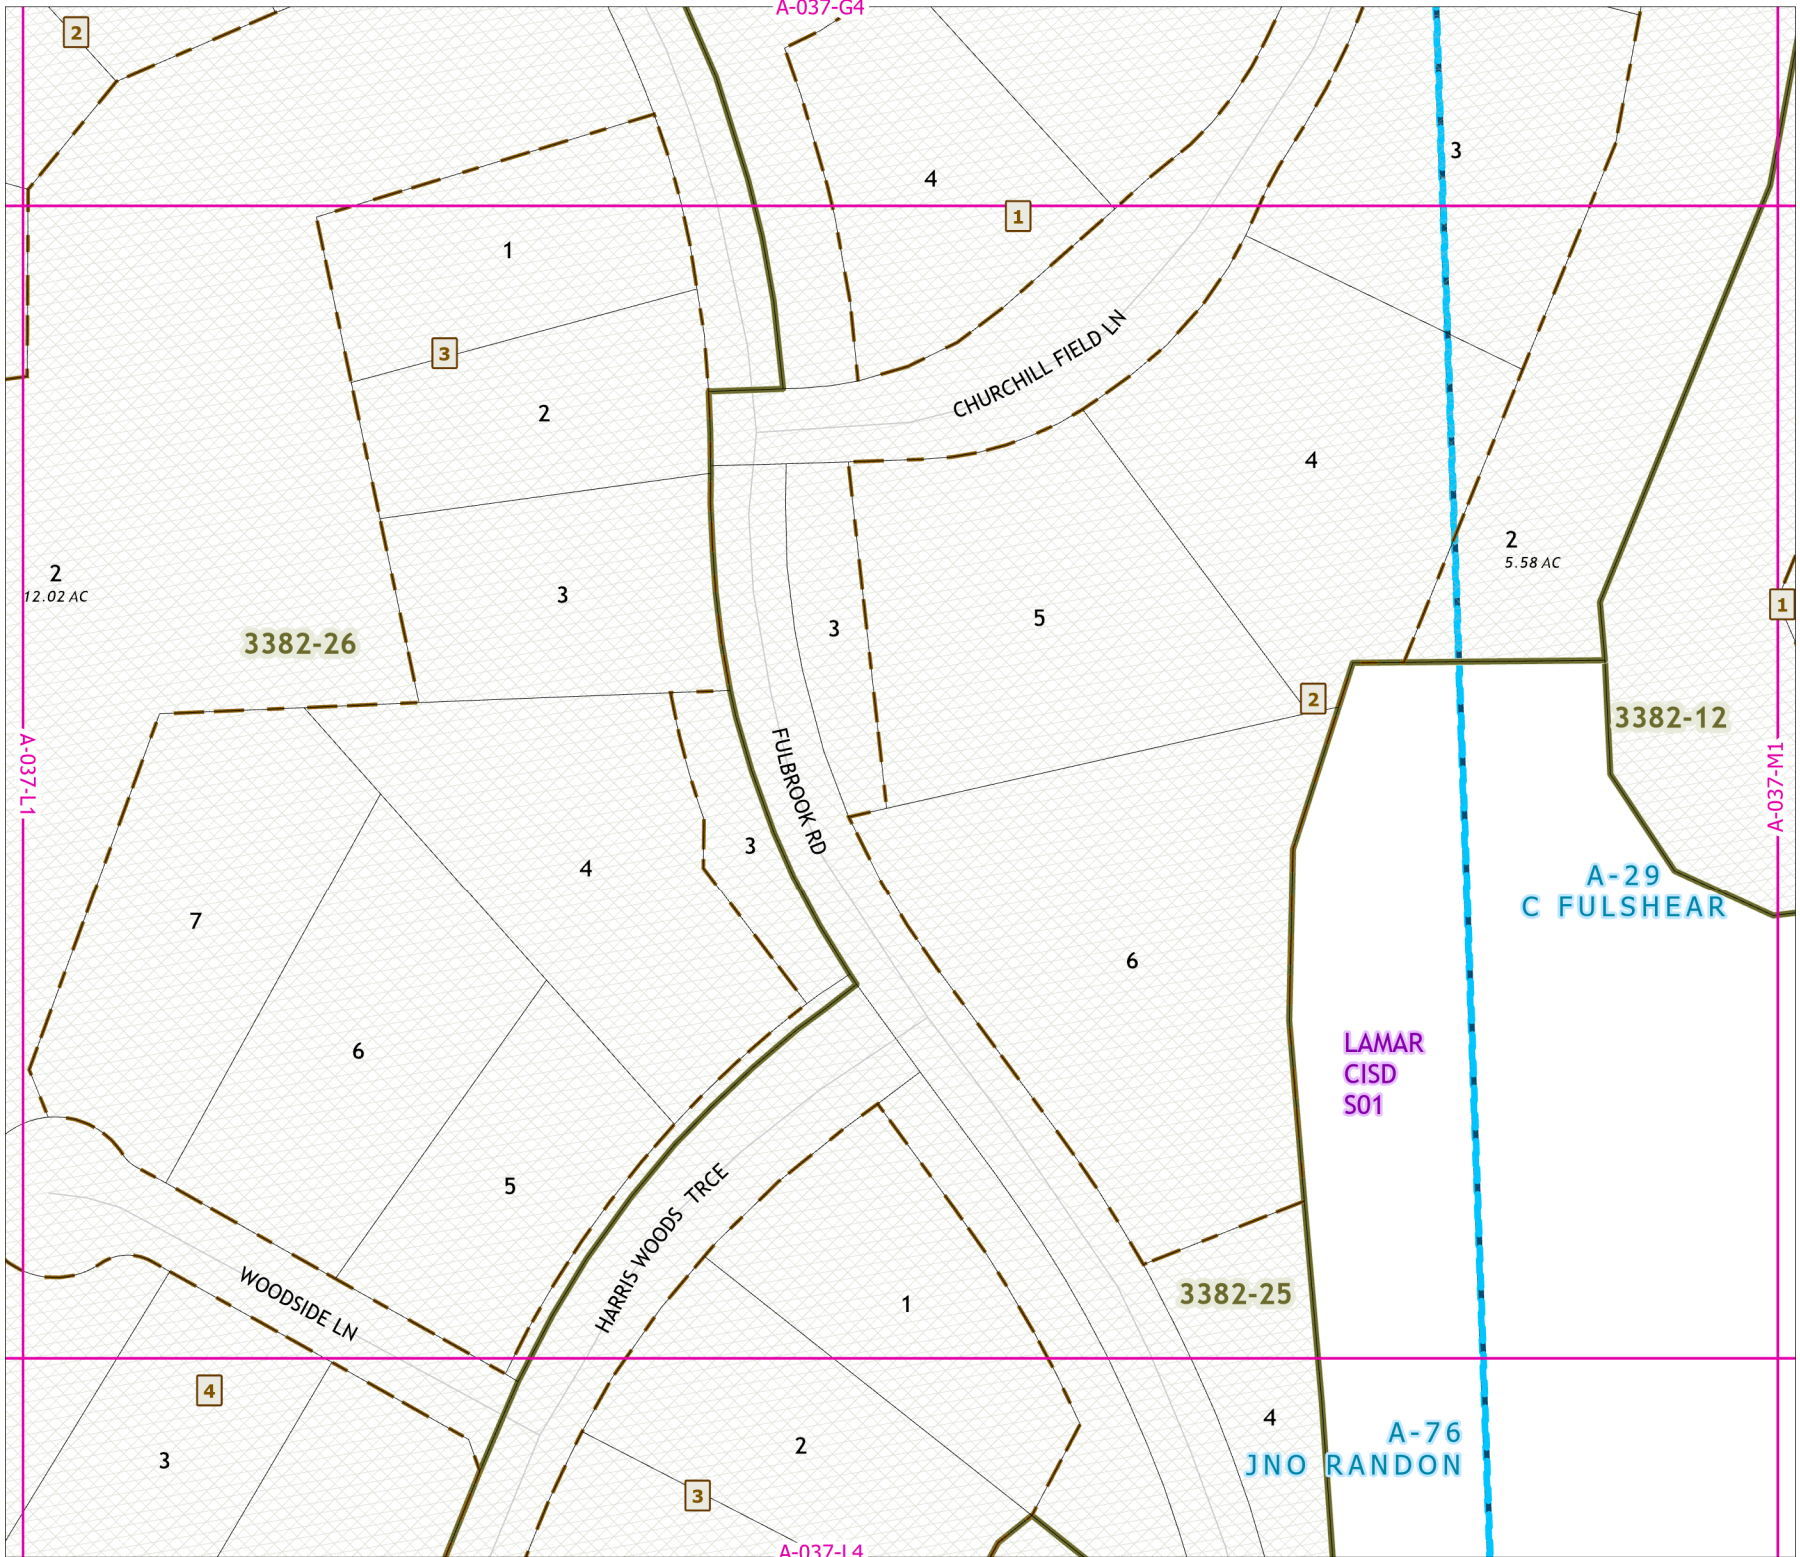 A-037-G4
2
3
4
1
1
3
2
CHURCHILL FIELD LN
4
2
5.58 AC
2
12.02 AC
3
3
5
1
3382-26
2
3382-12
A-037-L1
FULBROOK RD
A-037-M1
3
4
A-29
C FULSHEAR
7
6
6
LAMAR
CISD
S01
5
HARRIS WOODS TRCE
WOODSIDE LN
3382-25
1
4
4
A-76
JNO RANDON
3
2
3
A-037-L4